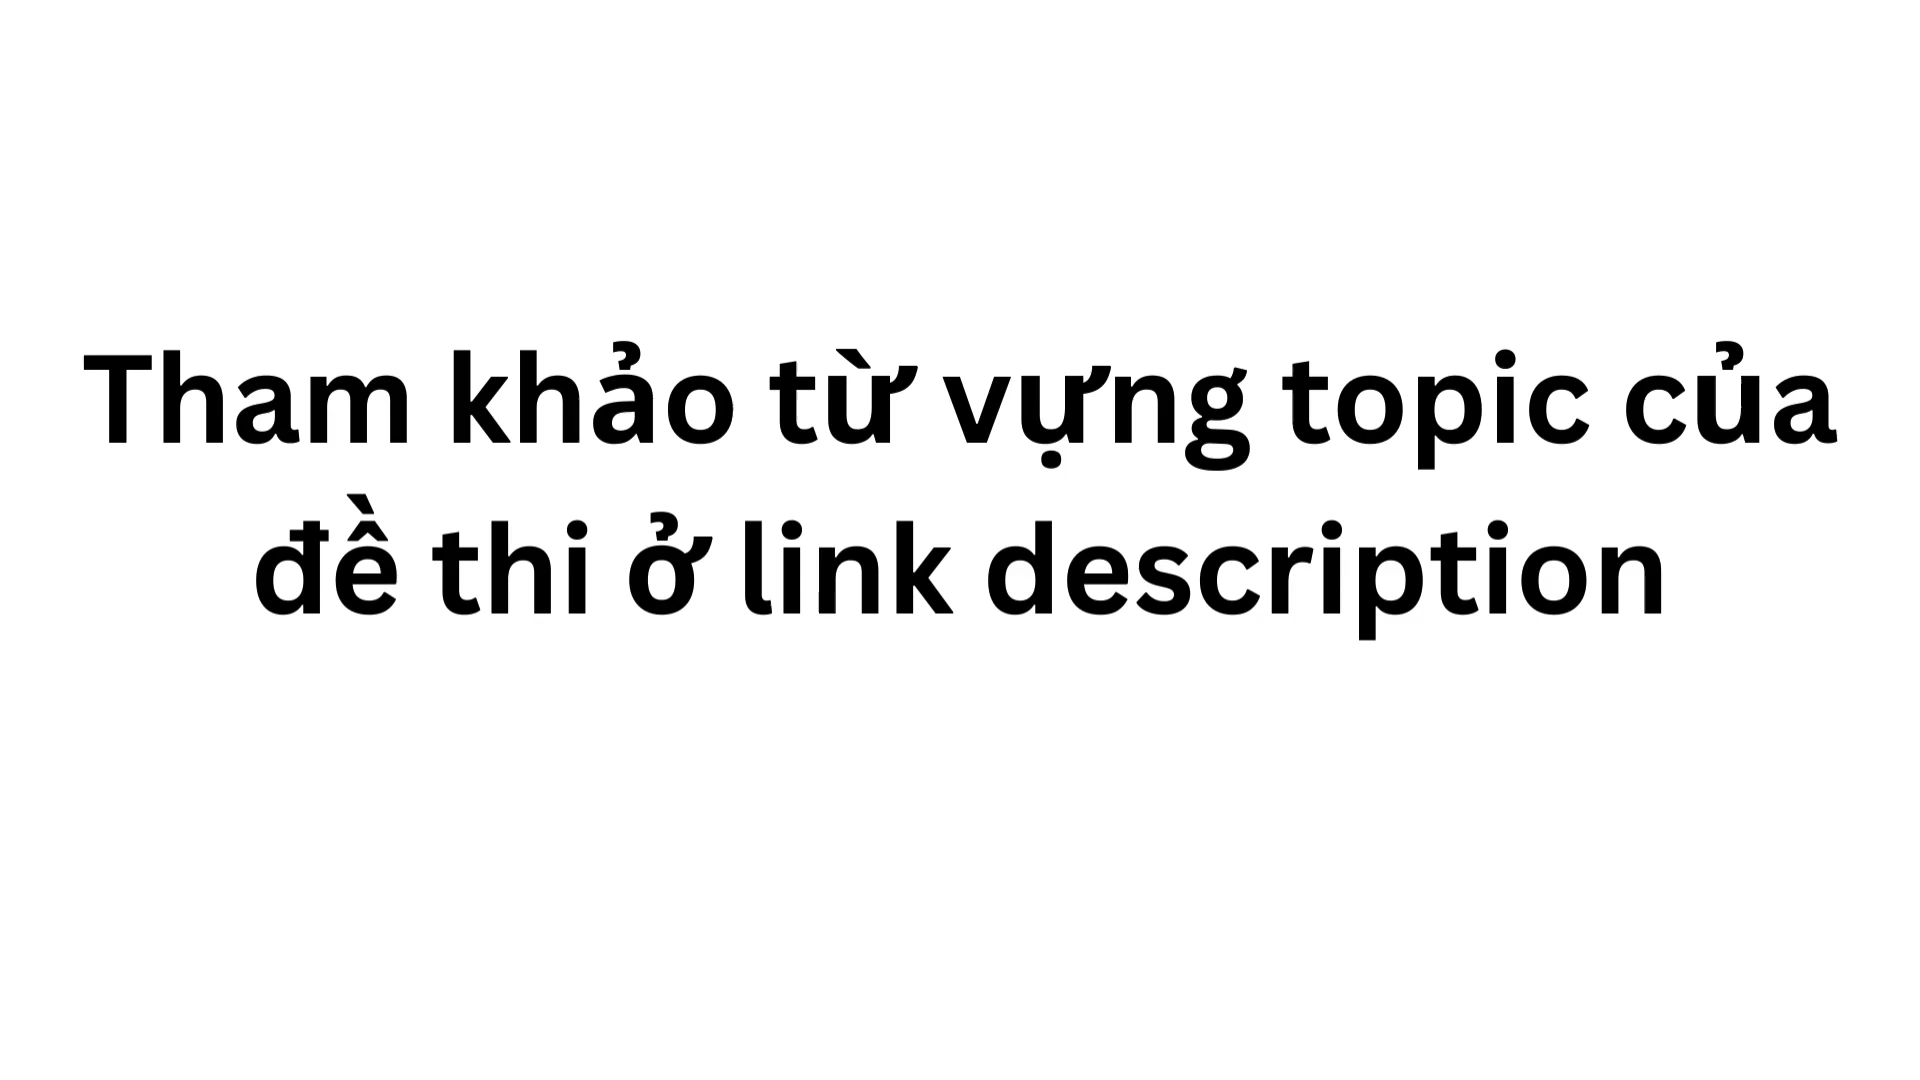 Tham khảo từ vựng topic của
đề thi ở link description